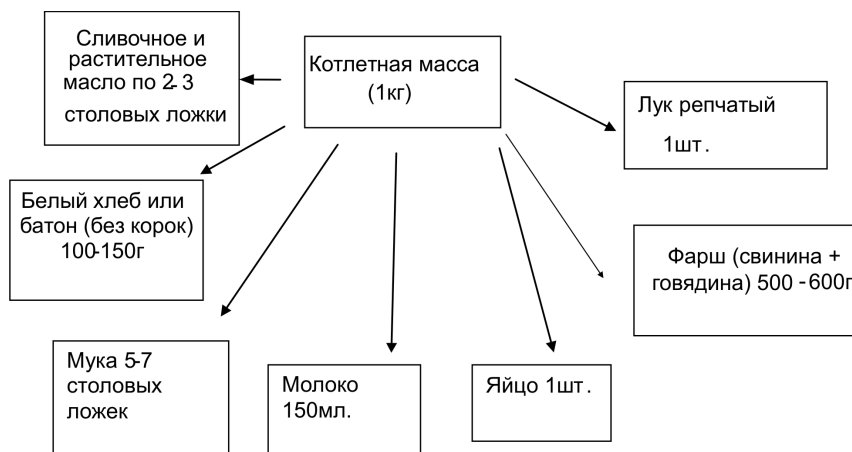 Сливочное и
растительное
масло по 2-3
столовых ложки
Котлетная масса
(1кг)
Лук репчатый
1шт.
Белый хлеб или
батон (без корок)
100-150г
Фарш (свинина +
говядина) 500 -600г
Мука 5-7
столовых
ложек
Молоко
150мл.
Яйцо 1шт.